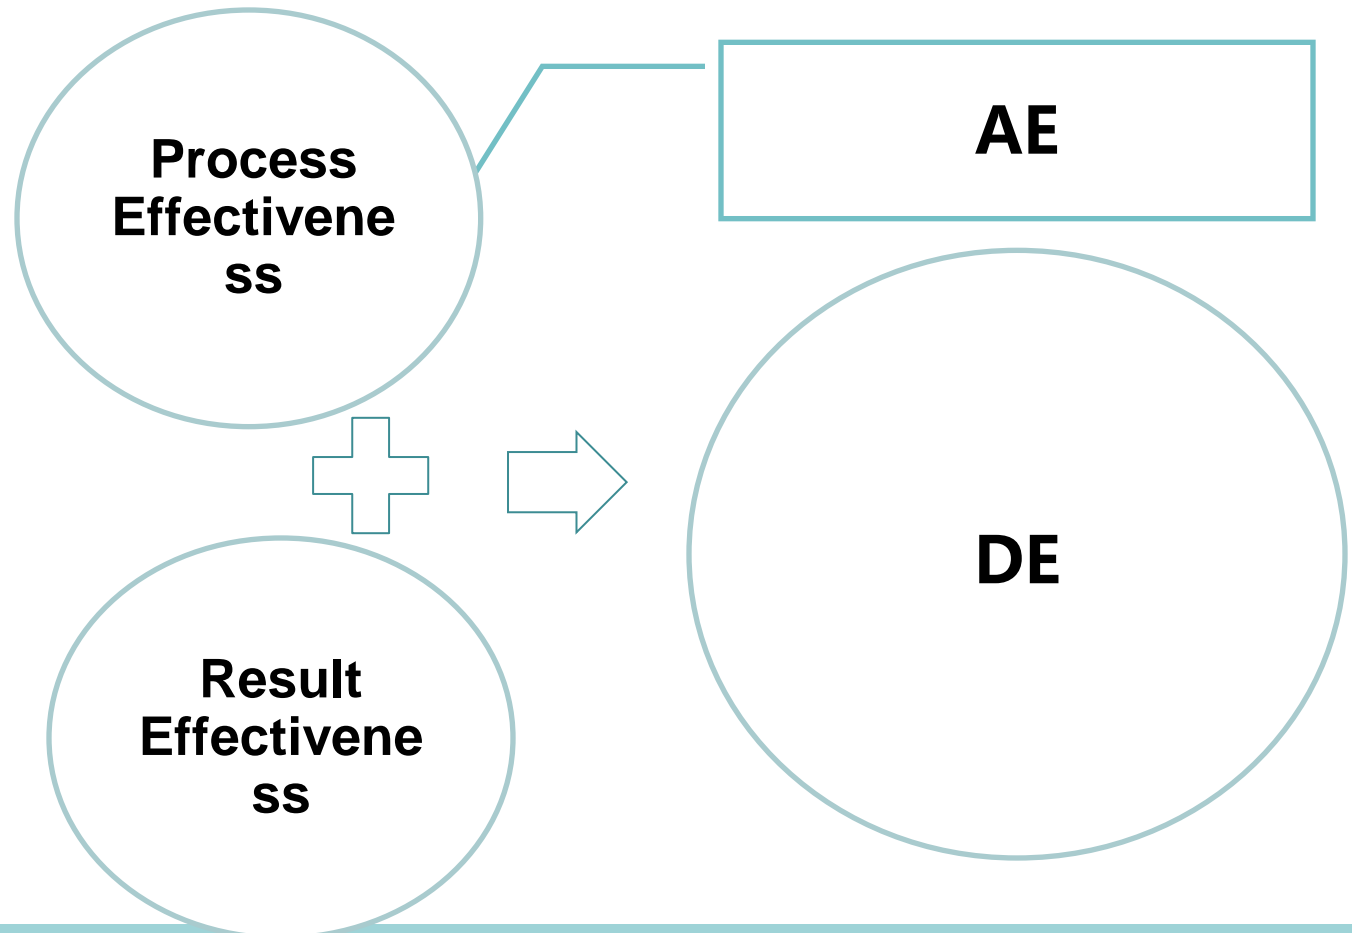 Process
Effectivene
ss
AE
DE
Result
Effectivene
ss